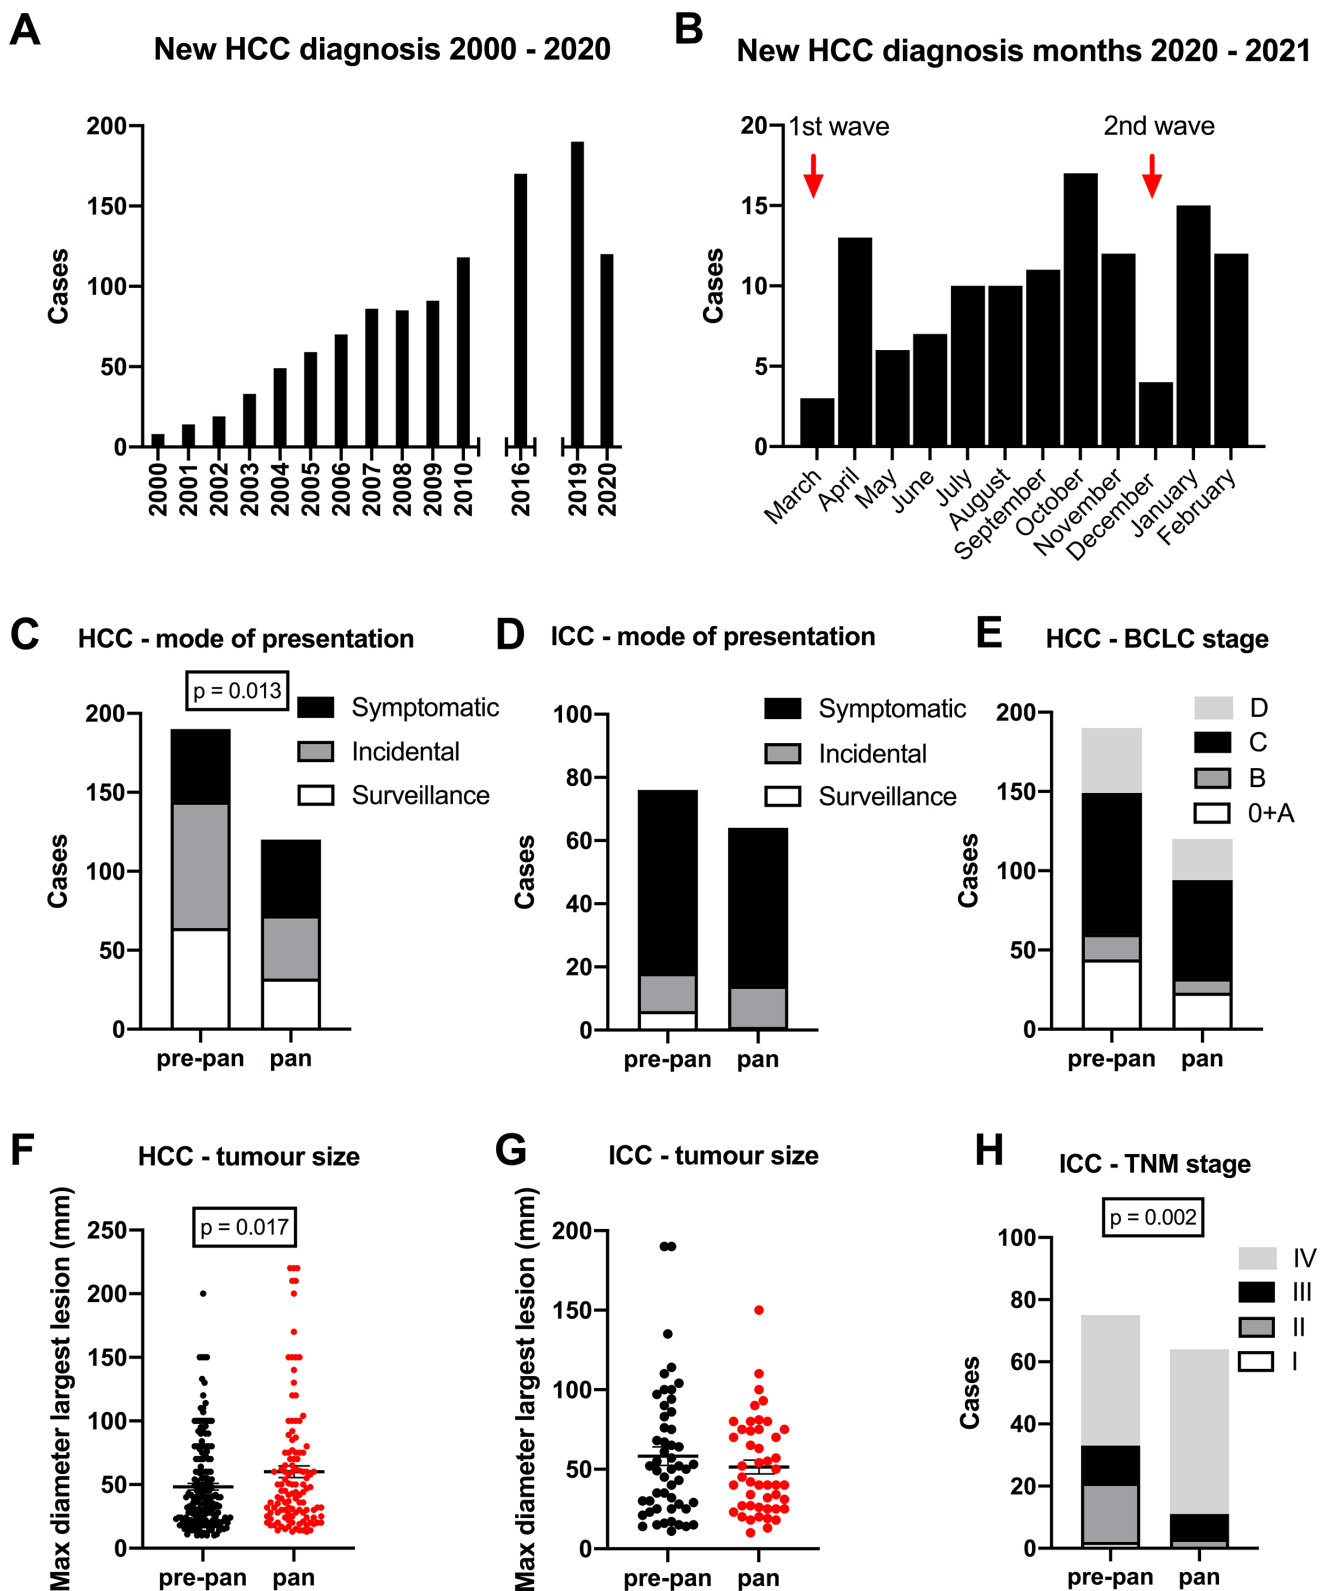 A
New HCC diagnosis 2000 - 2020
Cases
200
150
100
50
0
2000
2001
2002
2003
2004
2005
2006
2007
2008
2009
2010
2016
2019
2020
B
New HCC diagnosis months 2020 - 2021
1st wave
2nd wave
Cases
20
15
10
5
0
March
April
May
June
July
August
September
October
November
December
January
February
C
HCC - mode of presentation
p = 0.013
Symptomatic
Incidental
Surveillance
Cases
200
150
100
50
0
pre-pan
pan
D
ICC - mode of presentation
Symptomatic
Incidental
Surveillance
Cases
100
80
60
40
20
0
pre-pan
pan
E
HCC - BCLC stage
D
C
B
0+A
Cases
200
150
100
50
0
pre-pan
pan
F
HCC - tumour size
p = 0.017
Max diameter largest lesion (mm)
250
200
150
100
50
0
pre-pan
pan
G
ICC - tumour size
Max diameter largest lesion (mm)
200
150
100
50
0
pre-pan
pan
H
ICC - TNM stage
p = 0.002
IV
III
II
I
Cases
100
80
60
40
20
0
pre-pan
pan